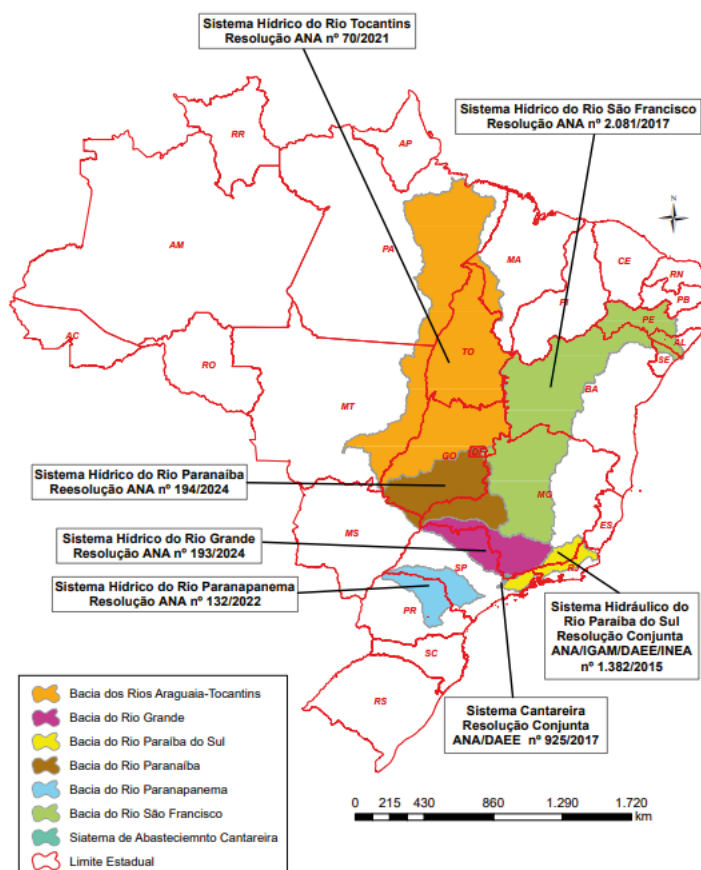 Sistema Hídrico do Rio Tocantins
Resolução ANA nº 70/2021
Sistema Hídrico do Rio São Francisco
Resolução ANA nº 2.081/2017
N
RR
AP
AM
PA
MA
CE
RN
PB
PI
PE
AL
SE
AC
RO
TO
BA
MT
GO
DF
MG
ES
MS
SP
RJ
PR
SC
RS
Sistema Hídrico do Rio Paranaíba
Reesolução ANA nº 194/2024
Sistema Hídrico do Rio Grande
Resolução ANA nº 193/2024
Sistema Hídrico do Rio Paranapanema
Resolução ANA nº 132/2022
Sistema Hidráulico do
Rio Paraíba do Sul
Resolução Conjunta
ANA/IGAM/DAEE/INEA
nº 1.382/2015
Sistema Cantareira
Resolução Conjunta
ANA/DAEE nº 925/2017
Bacia dos Rios Araguaia-Tocantins
Bacia do Rio Grande
Bacia do Rio Paraíba do Sul
Bacia do Rio Paranaíba
Bacia do Rio Paranapanema
Bacia do Rio São Francisco
Siatema de Abasteciemnto Cantareira
Limite Estadual
0 215 430 860 1.290 1.720
km